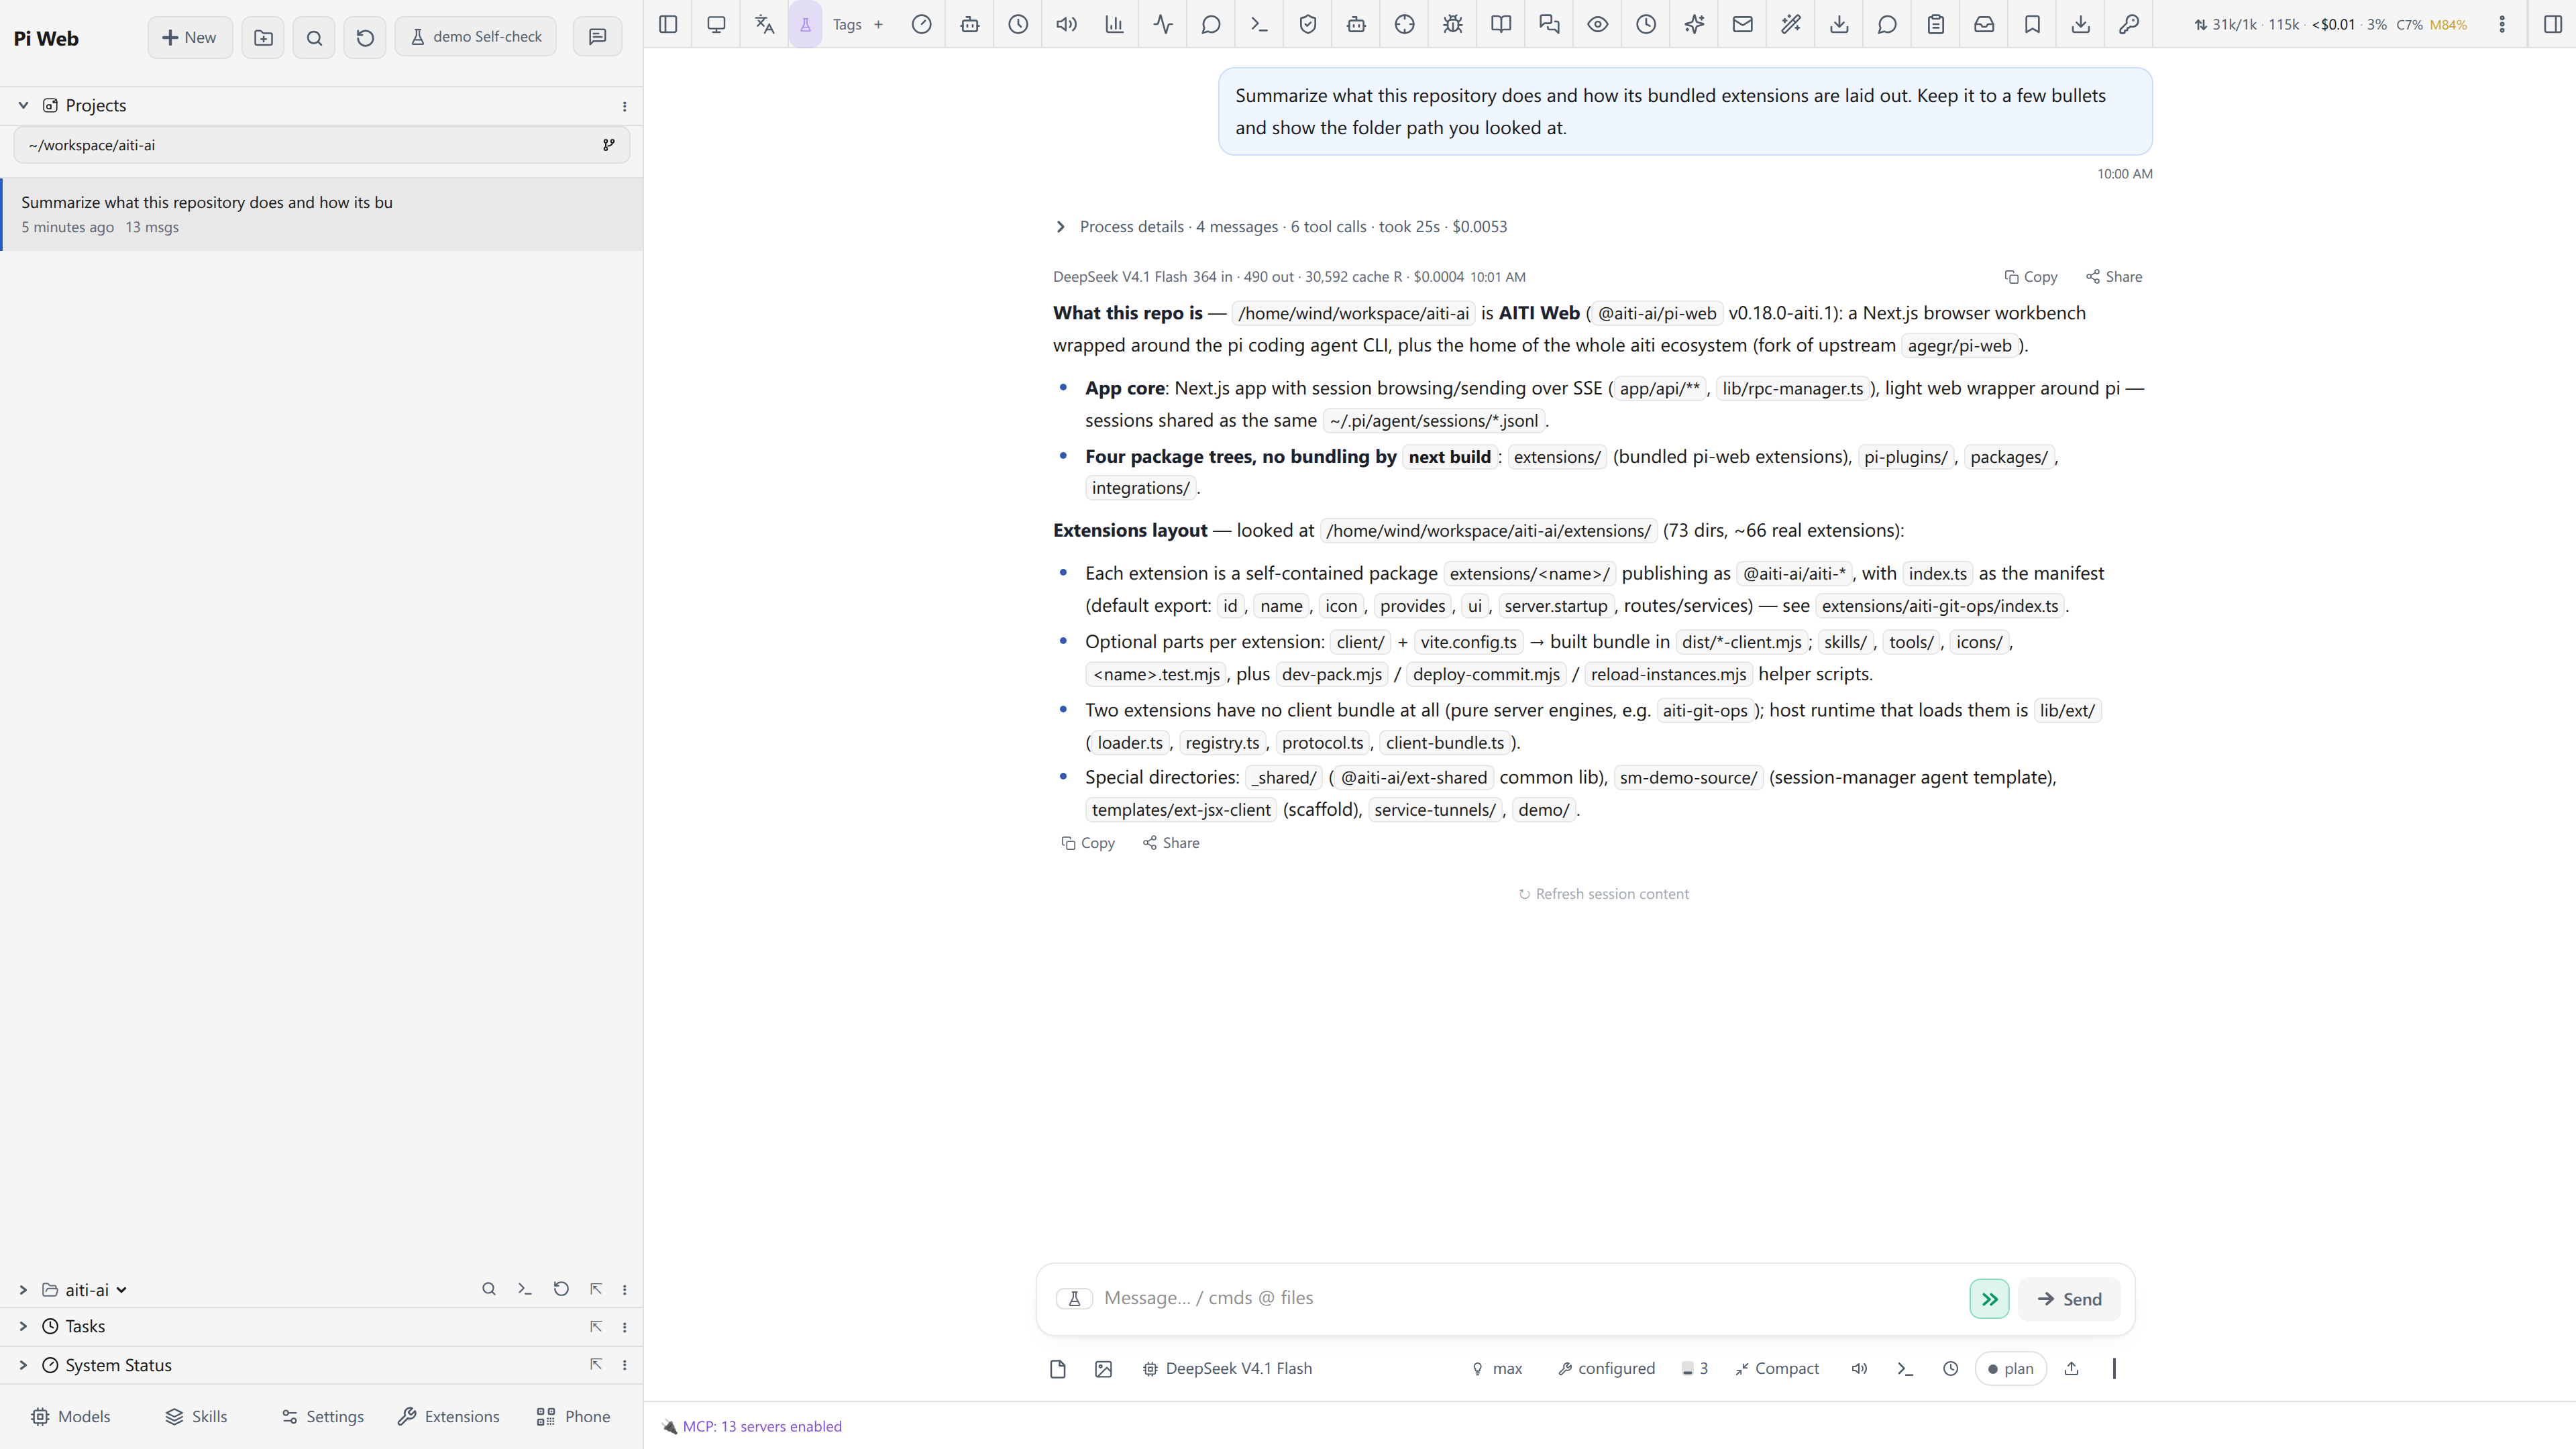 Pi Web
New
demo Self-check
Projects
~/workspace/aiti-ai
Summarize what this repository does and how its bu
5 minutes ago 13 msgs
aiti-ai
Tasks
System Status
Models Skills Settings Extensions Phone
Tags +
31k/1k · 115k · <$0.01 · 3% C7% M84%
Summarize what this repository does and how its bundled extensions are laid out. Keep it to a few bullets
and show the folder path you looked at.
10:00 AM
Process details · 4 messages · 6 tool calls · took 25s · $0.0053
DeepSeek V4.1 Flash 364 in · 490 out · 30,592 cache R · $0.0004 10:01 AM
Copy Share
What this repo is — /home/wind/workspace/aiti-ai is AITI Web ( @aiti-ai/pi-web v0.18.0-aiti.1): a Next.js browser workbench
wrapped around the pi coding agent CLI, plus the home of the whole aiti ecosystem (fork of upstream agegr/pi-web ).
• App core: Next.js app with session browsing/sending over SSE ( app/api/** , lib/rpc-manager.ts ), light web wrapper around pi —
sessions shared as the same ~/.pi/agent/sessions/*.jsonl .
• Four package trees, no bundling by next build : extensions/ (bundled pi-web extensions), pi-plugins/ , packages/ ,
integrations/ .
Extensions layout — looked at /home/wind/workspace/aiti-ai/extensions/ (73 dirs, ~66 real extensions):
• Each extension is a self-contained package extensions/<name>/ publishing as @aiti-ai/aiti-* , with index.ts as the manifest
(default export: id , name , icon , provides , ui , server.startup , routes/services) — see extensions/aiti-git-ops/index.ts .
• Optional parts per extension: client/ + vite.config.ts → built bundle in dist/*-client.mjs ; skills/ , tools/ , icons/ ,
<name>.test.mjs , plus dev-pack.mjs / deploy-commit.mjs / reload-instances.mjs helper scripts.
• Two extensions have no client bundle at all (pure server engines, e.g. aiti-git-ops ); host runtime that loads them is lib/ext/
( loader.ts , registry.ts , protocol.ts , client-bundle.ts ).
• Special directories: _shared/ ( @aiti-ai/ext-shared common lib), sm-demo-source/ (session-manager agent template),
templates/ext-jsx-client (scaffold), service-tunnels/ , demo/ .
Copy Share
Refresh session content
Message... / cmds @ files
Send
DeepSeek V4.1 Flash max configured 3 Compact plan
MCP: 13 servers enabled